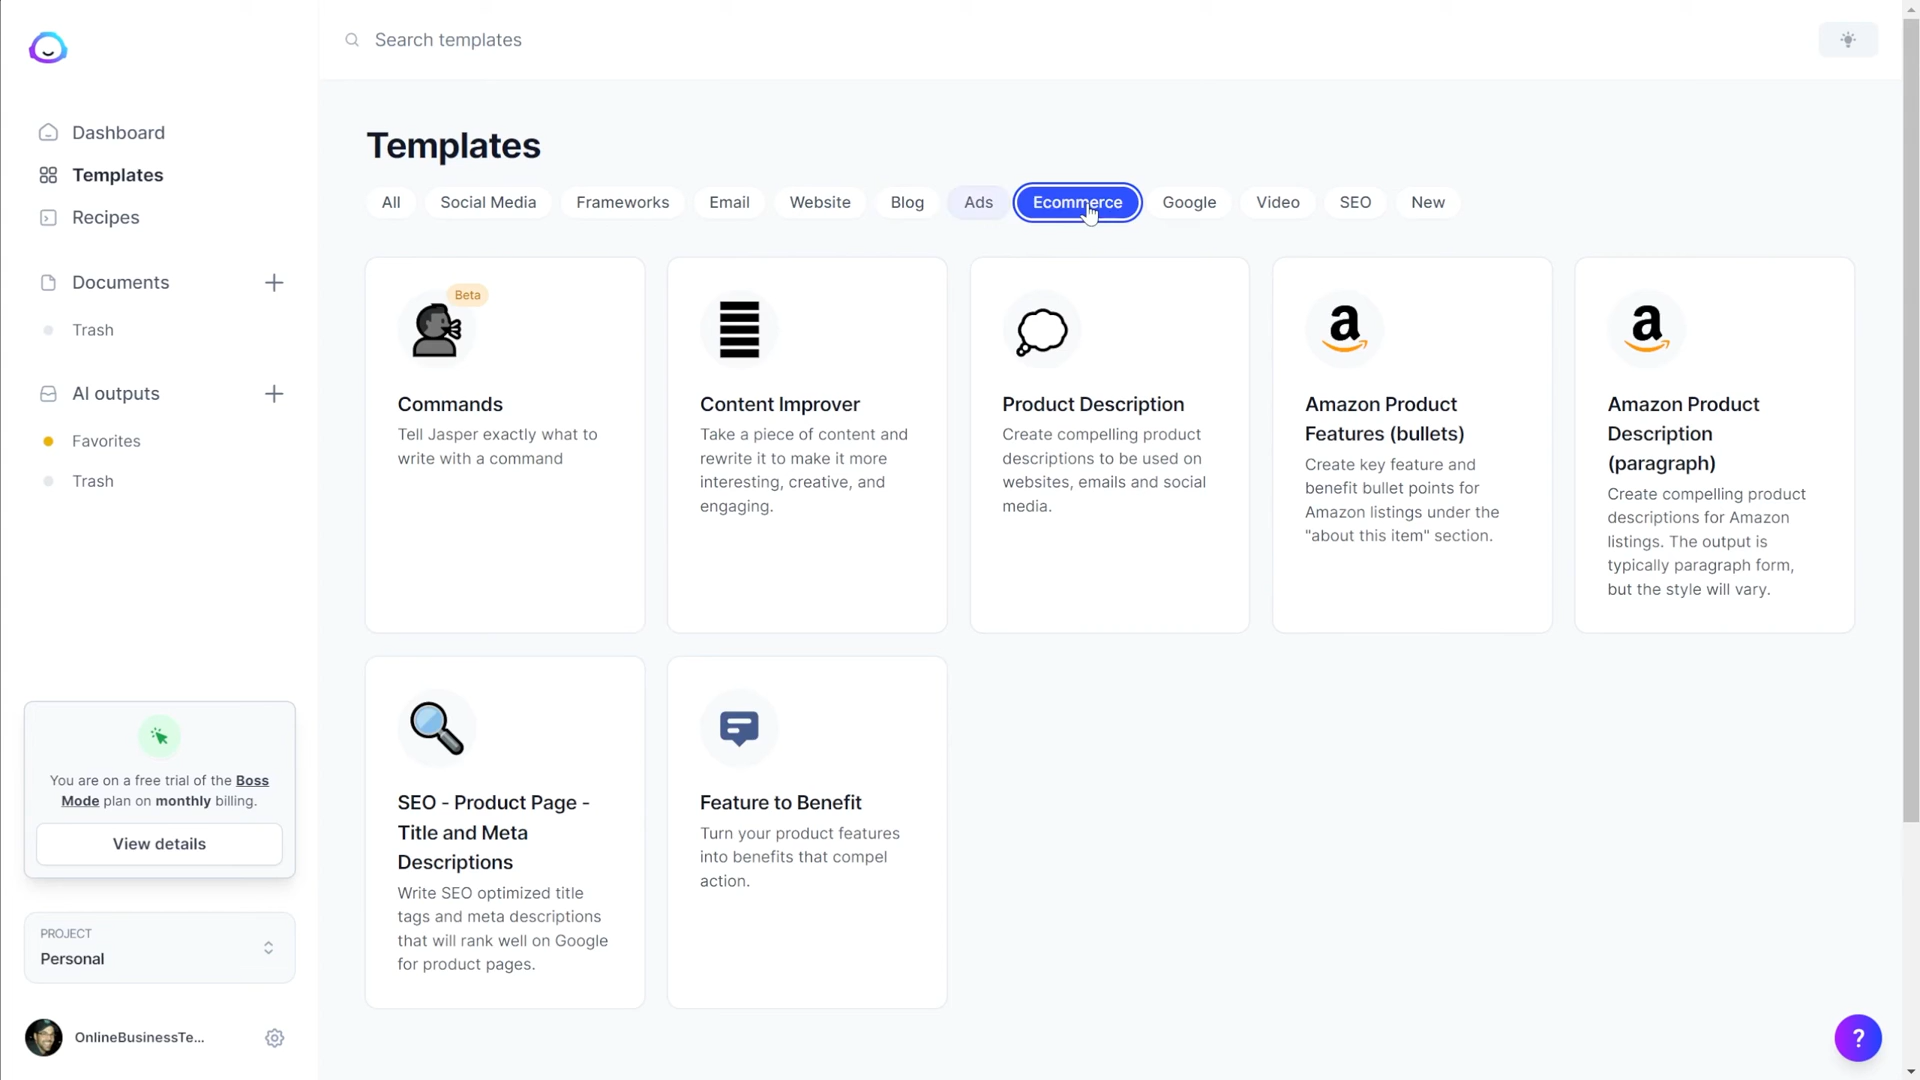 Search templates
Dashboard
Templates
Recipes
Documents
Trash
AI outputs
Favorites
Trash
You are on a free trial of the Boss
Mode plan on monthly billing.
View details
PROJECT
Personal
OnlineBusinessTe...
Templates
All
Social Media
Frameworks
Email
Website
Blog
Ads
Ecommerce
Google
Video
SEO
New
Beta
Commands
Tell Jasper exactly what to
write with a command
Content Improver
Take a piece of content and
rewrite it to make it more
interesting, creative, and
engaging.
Product Description
Create compelling product
descriptions to be used on
websites, emails and social
media.
a
Amazon Product
Features (bullets)
Create key feature and
benefit bullet points for
Amazon listings under the
"about this item" section.
a
Amazon Product
Description
(paragraph)
Create compelling product
descriptions for Amazon
listings. The output is
typically paragraph form,
but the style will vary.
SEO - Product Page -
Title and Meta
Descriptions
Write SEO optimized title
tags and meta descriptions
that will rank well on Google
for product pages.
Feature to Benefit
Turn your product features
into benefits that compel
action.
?